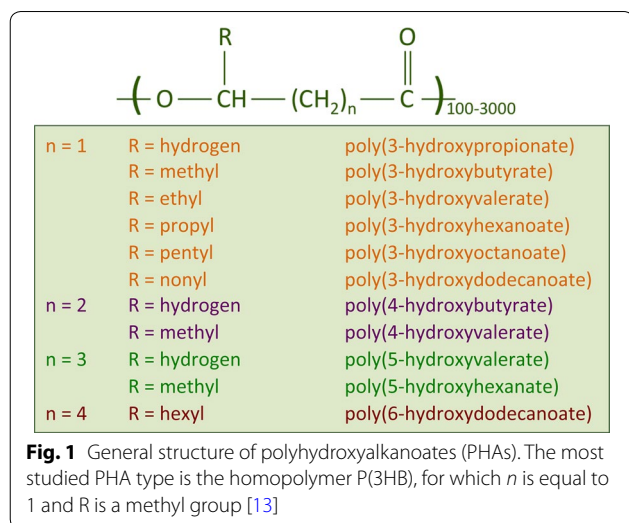 R O
( O — CH — (CH2)n — C )100-3000
n = 1 R = hydrogen poly(3-hydroxypropionate)
R = methyl poly(3-hydroxybutyrate)
R = ethyl poly(3-hydroxyvalerate)
R = propyl poly(3-hydroxyhexanoate)
R = pentyl poly(3-hydroxyoctanoate)
R = nonyl poly(3-hydroxydodecanoate)
n = 2 R = hydrogen poly(4-hydroxybutyrate)
R = methyl poly(4-hydroxyvalerate)
n = 3 R = hydrogen poly(5-hydroxyvalerate)
R = methyl poly(5-hydroxyhexanate)
n = 4 R = hexyl poly(6-hydroxydodecanoate)
Fig. 1 General structure of polyhydroxyalkanoates (PHAs). The most
studied PHA type is the homopolymer P(3HB), for which n is equal to
1 and R is a methyl group [13]